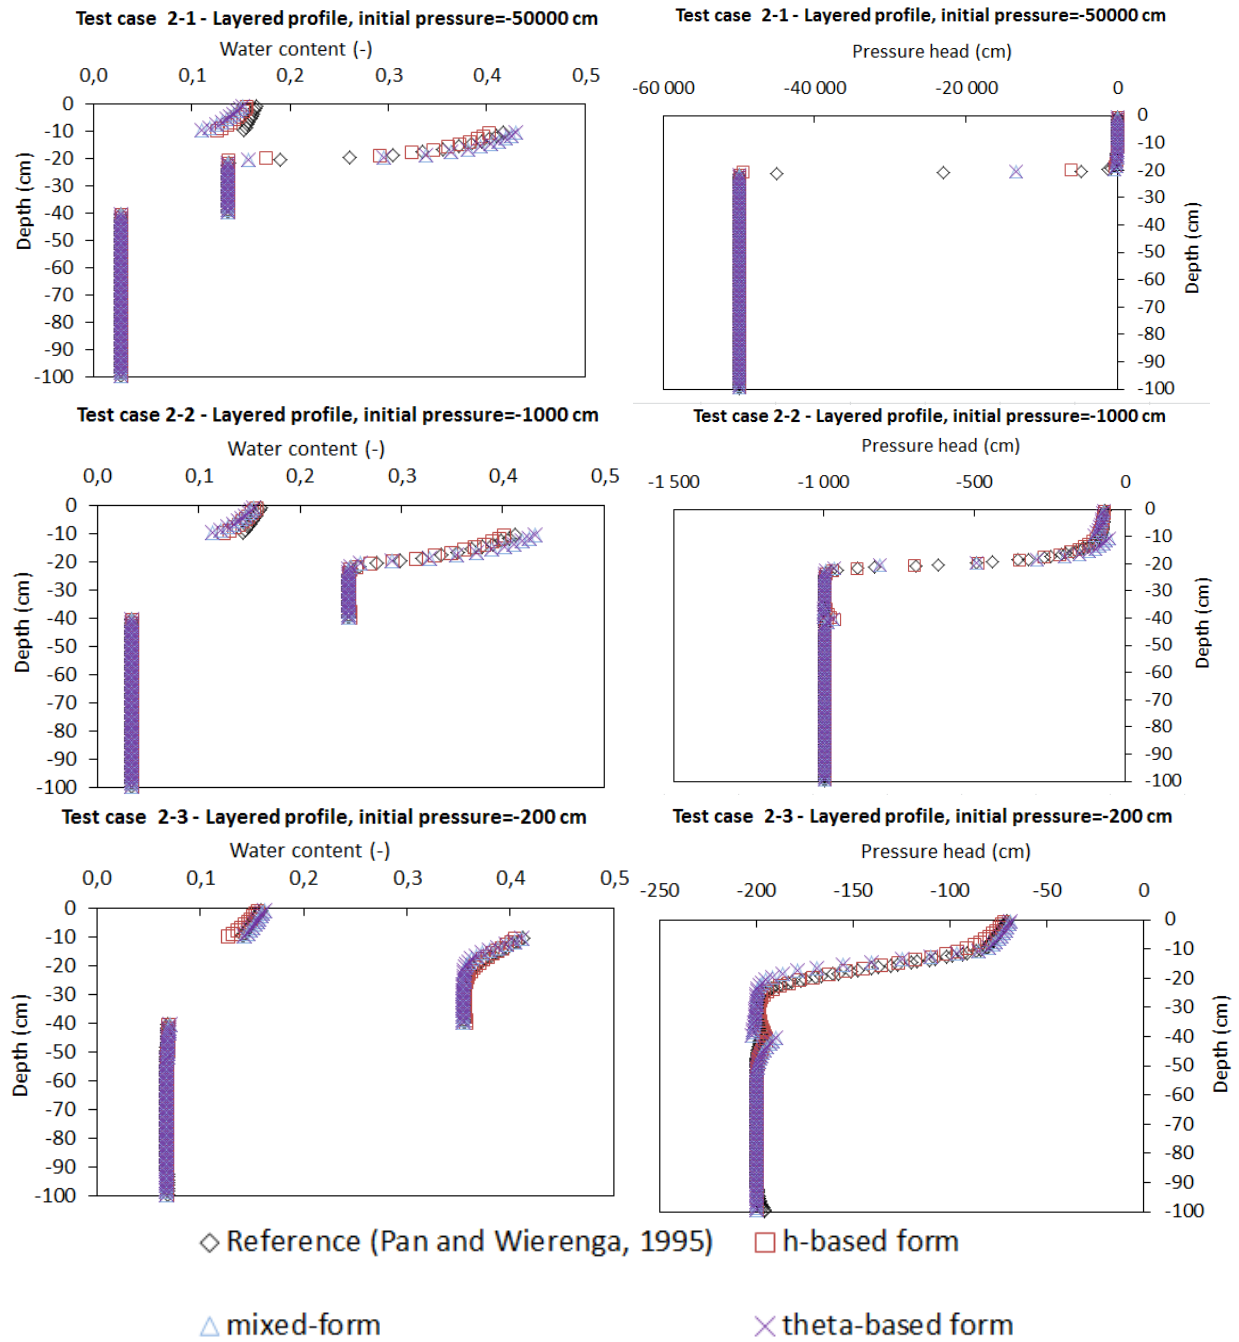 Test case 2-1 - Layered profile, initial pressure=-50000 cm
Water content (-)
0,0 0,1 0,2 0,3 0,4 0,5
0
-10
-20
-30
-40
-50
-60
-70
-80
-90
-100
Depth (cm)
Test case 2-1 - Layered profile, initial pressure=-50000 cm
Pressure head (cm)
-60 000 -40 000 -20 000 0
0
-10
-20
-30
-40
-50
-60
-70
-80
-90
-100
Depth (cm)
Test case 2-2 - Layered profile, initial pressure=-1000 cm
Water content (-)
0,0 0,1 0,2 0,3 0,4 0,5
0
-10
-20
-30
-40
-50
-60
-70
-80
-90
-100
Depth (cm)
Test case 2-2 - Layered profile, initial pressure=-1000 cm
Pressure head (cm)
-1 500 -1 000 -500 0
0
-10
-20
-30
-40
-50
-60
-70
-80
-90
-100
Depth (cm)
Test case 2-3 - Layered profile, initial pressure=-200 cm
Water content (-)
0,0 0,1 0,2 0,3 0,4 0,5
0
-10
-20
-30
-40
-50
-60
-70
-80
-90
-100
Depth (cm)
Test case 2-3 - Layered profile, initial pressure=-200 cm
Pressure head (cm)
-250 -200 -150 -100 -50 0
0
-10
-20
-30
-40
-50
-60
-70
-80
-90
-100
Depth (cm)
Reference (Pan and Wierenga, 1995)
h-based form
mixed-form
theta-based form